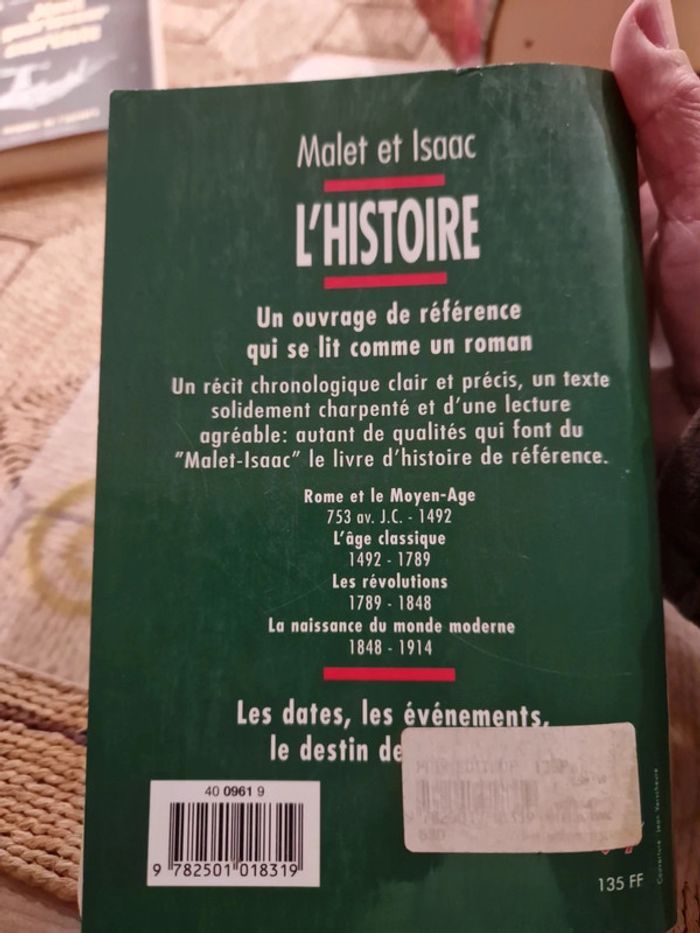 Malet et Isaac
L'HISTOIRE
Un ouvrage de référence
qui se lit comme un roman
Un récit chronologique clair et précis, un texte
solidement charpenté et d'une lecture
agréable: autant de qualités qui font du
"Malet-Isaac" le livre d'histoire de référence.
Rome et le Moyen-Age
753 av. J.C. - 1492
L'âge classique
1492 - 1789
Les révolutions
1789 - 1848
La naissance du monde moderne
1848 - 1914
Les dates, les événements,
le destin de
40 0961 9
9 782501 018319
135 FF
Couverture